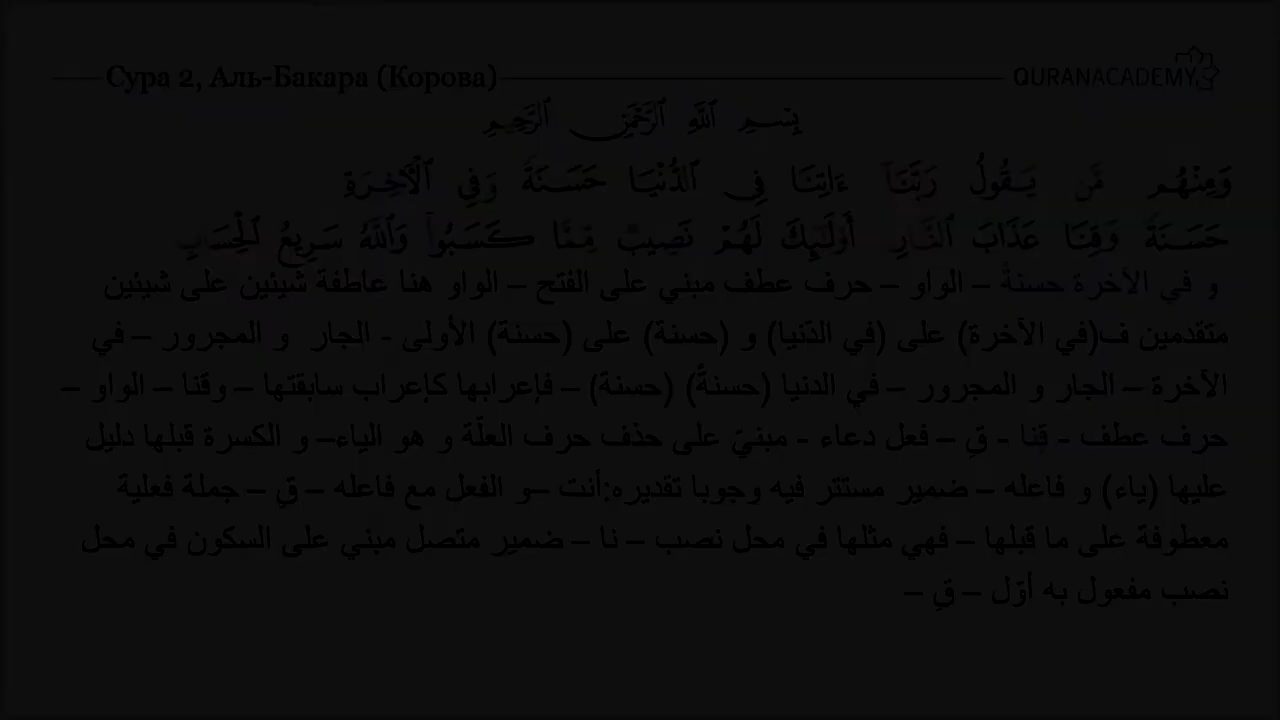 Сура 2, Аль-Бакара (Корова)
QURANACADEMY
بِسْمِ ٱللَّهِ ٱلرَّحْمَٰنِ ٱلرَّحِيمِ
وَمِنْهُم مَّن يَقُولُ رَبَّنَآ ءَاتِنَا فِى ٱلدُّنْيَا حَسَنَةً وَفِى ٱلْءَاخِرَةِ
حَسَنَةً وَقِنَا عَذَابَ ٱلنَّارِ أُولَٰٓئِكَ لَهُمْ نَصِيبٌ مِّمَّا كَسَبُوا۟ وَٱللَّهُ سَرِيعُ ٱلْحِسَابِ
و في الآخرة حسنةً – الواو – حرف عطف مبني على الفتح – الواو هنا عاطفة شيئين على شيئين
متقدمين ف(في الآخرة) على (في الدّنيا) و (حسنة) على (حسنة) الأولى - الجار و المجرور – في
الآخرة – الجار و المجرور – في الدنيا (حسنةً) (حسنة) – فإعرابها كإعراب سابقتها – وقنا – الواو –
حرف عطف - قِنا - قِ – فعل دعاء - مبنيّ على حذف حرف العلّة و هو الياء– و الكسرة قبلها دليل
عليها (ياء) و فاعله – ضمير مستتر فيه وجوبا تقديره:أنت –و الفعل مع فاعله – قِ – جملة فعلية
معطوفة على ما قبلها – فهي مثلها في محل نصب – نا – ضمير متصل مبني على السكون في محل
نصب مفعول به أوّل – قِ –